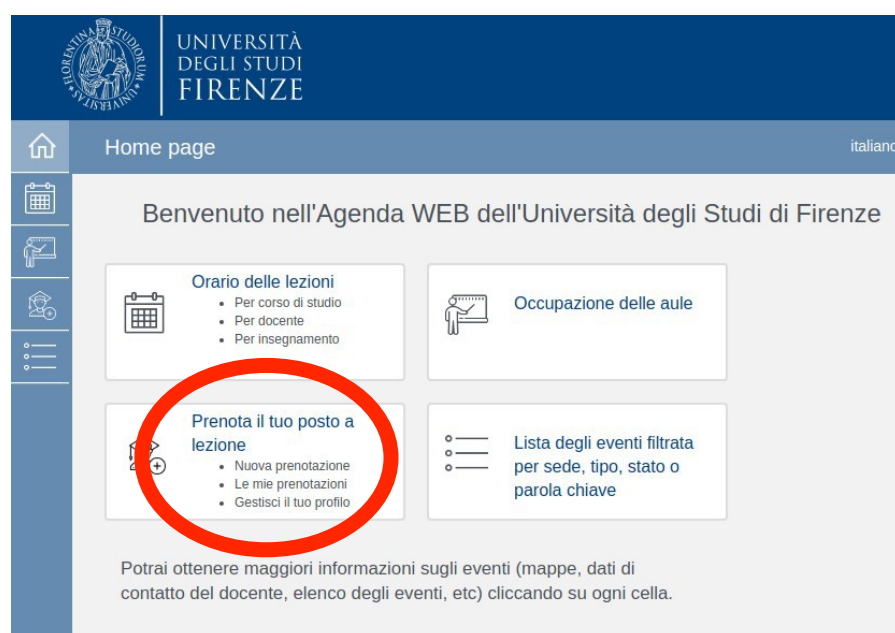 UNIVERSITÀ
DEGLI STUDI
FIRENZE
FLORENTINA STUDIORUM UNIVERSITAS
Home page
italiano
Benvenuto nell'Agenda WEB dell'Università degli Studi di Firenze
Orario delle lezioni
Per corso di studio
Per docente
Per insegnamento
Occupazione delle aule
Prenota il tuo posto a
lezione
Nuova prenotazione
Le mie prenotazioni
Gestisci il tuo profilo
Lista degli eventi filtrata
per sede, tipo, stato o
parola chiave
Potrai ottenere maggiori informazioni sugli eventi (mappe, dati di
contatto del docente, elenco degli eventi, etc) cliccando su ogni cella.